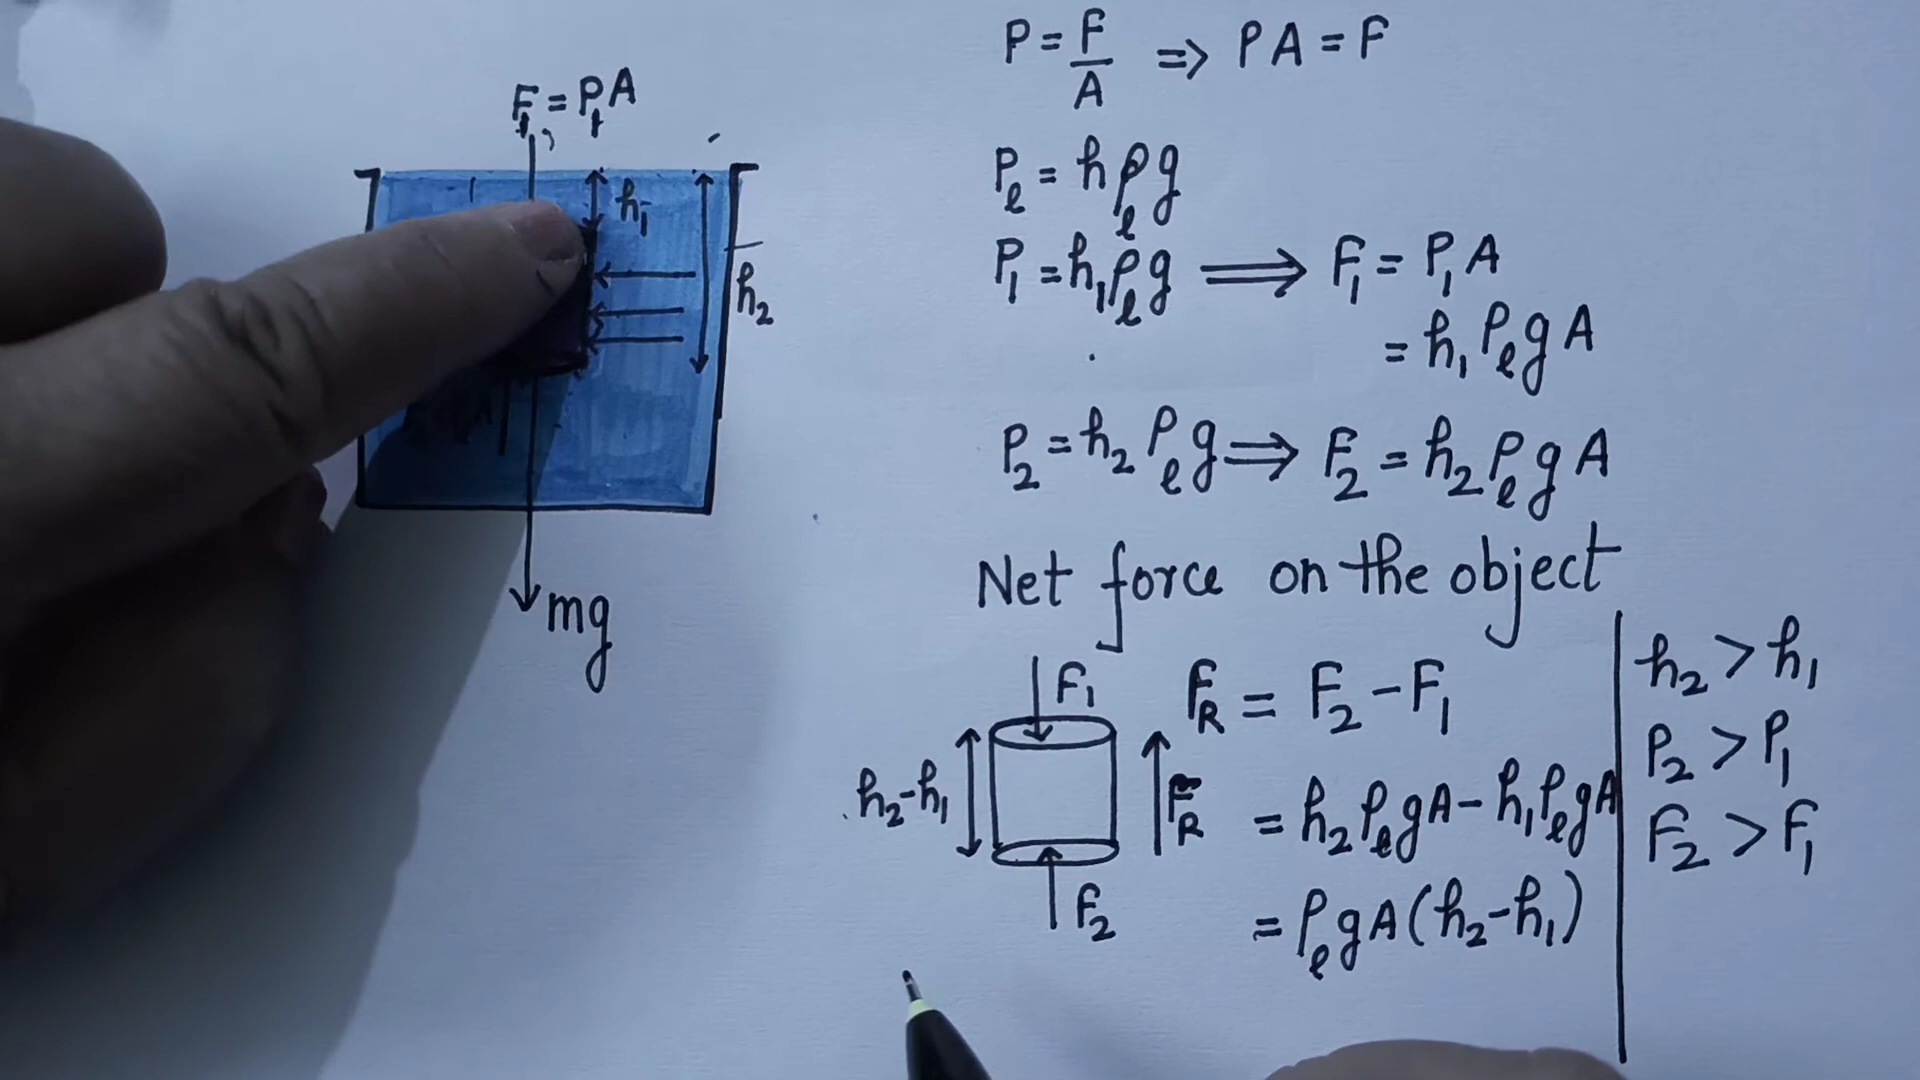 F₁ = P₁A
h₁
h₂
mg
P = F/A => PA = F
Pₗ = hρₗg
P₁ = h₁ρₗg ⟹ F₁ = P₁A
= h₁ρₗgA
P₂ = h₂ρₗg ⟹ F₂ = h₂ρₗgA
Net force on the object
F₁
h₂-h₁
F_R
F₂
F_R = F₂ - F₁
= h₂ρₗgA - h₁ρₗgA
= ρₗgA(h₂-h₁)
h₂ > h₁
P₂ > P₁
F₂ > F₁